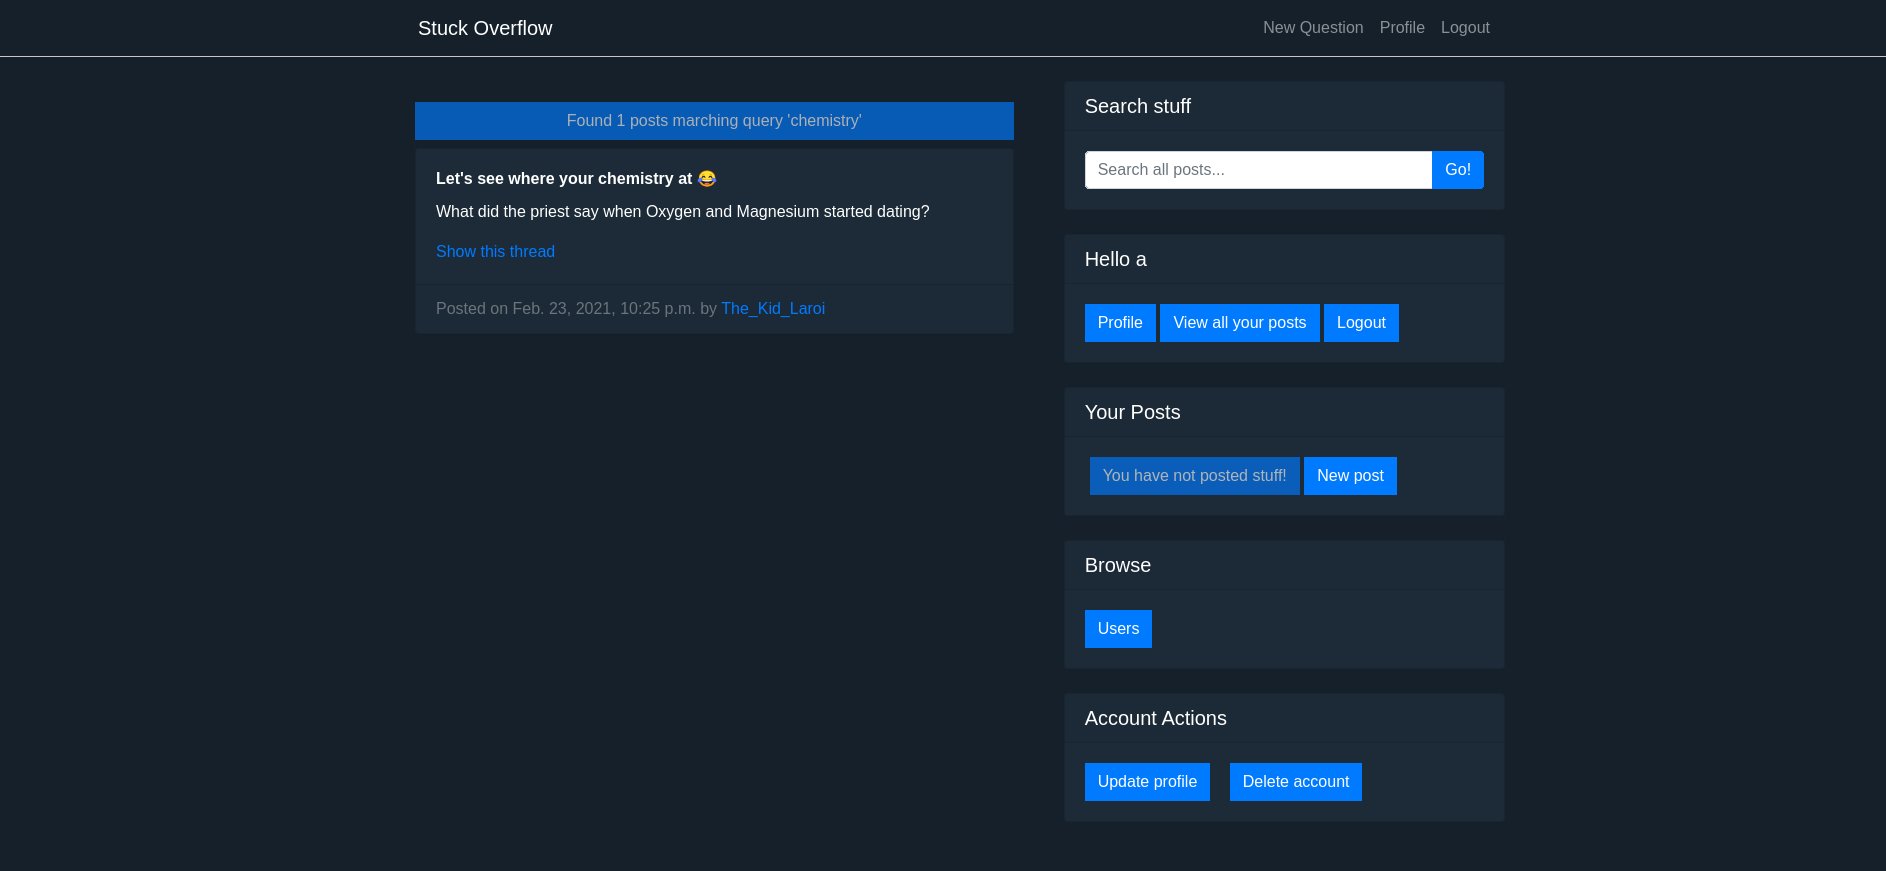 Stuck Overflow
New Question Profile Logout
Found 1 posts marching query 'chemistry'
Let's see where your chemistry at 😂
What did the priest say when Oxygen and Magnesium started dating?
Show this thread
Posted on Feb. 23, 2021, 10:25 p.m. by The_Kid_Laroi
Search stuff
Search all posts... Go!
Hello a
Profile View all your posts Logout
Your Posts
You have not posted stuff! New post
Browse
Users
Account Actions
Update profile Delete account